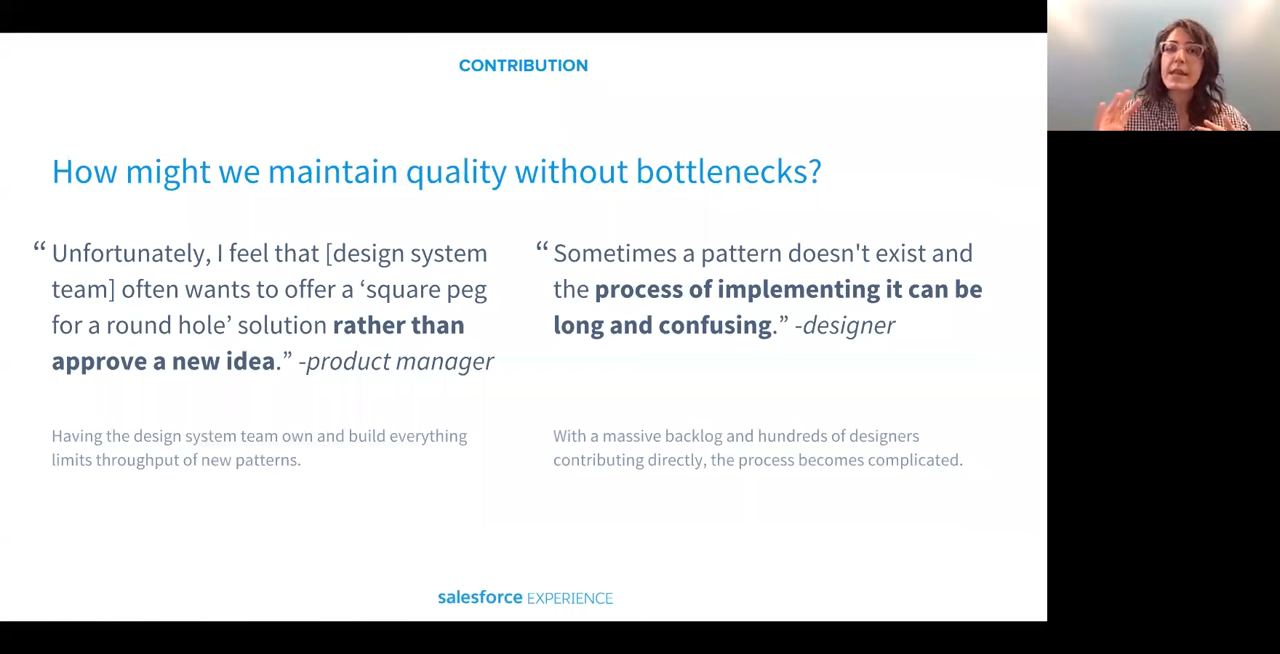 CONTRIBUTION
How might we maintain quality without bottlenecks?
“ Unfortunately, I feel that [design system
team] often wants to offer a ‘square peg
for a round hole’ solution rather than
approve a new idea.” -product manager
Having the design system team own and build everything
limits throughput of new patterns.
“ Sometimes a pattern doesn't exist and
the process of implementing it can be
long and confusing.” -designer
With a massive backlog and hundreds of designers
contributing directly, the process becomes complicated.
salesforce EXPERIENCE